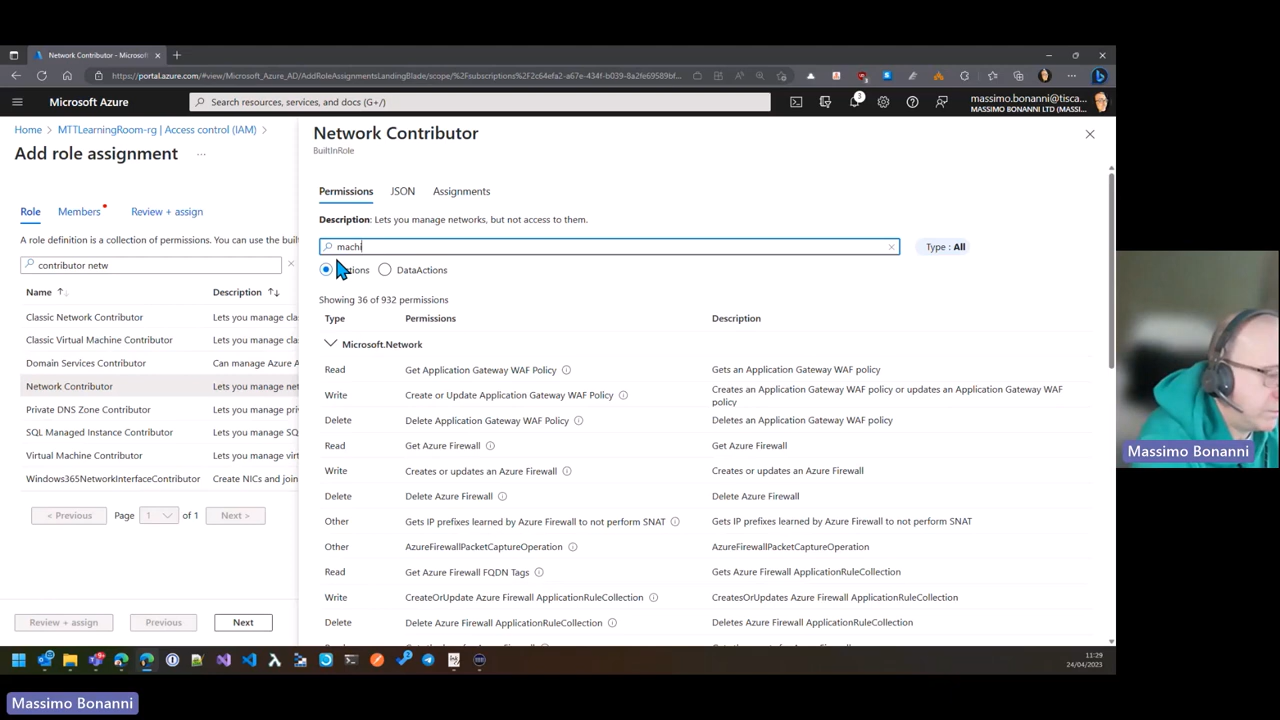 Network Contributor - Microsoft
https://portal.azure.com/#view/Microsoft_Azure_AD/AddRoleAssignmentsLandingBlade/scope/%2Fsubscriptions%2F2c64efa2-a67e-434f-b039-8a2fe69589bf...
Microsoft Azure
Search resources, services, and docs (G+/)
3
massimo.bonanni@tisca...
MASSIMO BONANNI LTD (MASSI...
Home > MTTLearningRoom-rg | Access control (IAM) >
Add role assignment ...
Role Members Review + assign
A role definition is a collection of permissions. You can use the buil
contributor netw
Name Description
Classic Network Contributor Lets you manage cla
Classic Virtual Machine Contributor Lets you manage cla
Domain Services Contributor Can manage Azure A
Network Contributor Lets you manage net
Private DNS Zone Contributor Lets you manage pri
SQL Managed Instance Contributor Lets you manage SQ
Virtual Machine Contributor Lets you manage virt
Windows365NetworkInterfaceContributor Create NICs and join
< Previous Page 1 of 1 Next >
Review + assign Previous Next
Network Contributor
BuiltInRole
Permissions JSON Assignments
Description: Lets you manage networks, but not access to them.
machi
Type : All
tions DataActions
Showing 36 of 932 permissions
Type Permissions Description
Microsoft.Network
Read Get Application Gateway WAF Policy Gets an Application Gateway WAF policy
Write Create or Update Application Gateway WAF Policy Creates an Application Gateway WAF policy or updates an Application Gateway WAF
policy
Delete Delete Application Gateway WAF Policy Deletes an Application Gateway WAF policy
Read Get Azure Firewall Get Azure Firewall
Write Creates or updates an Azure Firewall Creates or updates an Azure Firewall
Delete Delete Azure Firewall Delete Azure Firewall
Other Gets IP prefixes learned by Azure Firewall to not perform SNAT Gets IP prefixes learned by Azure Firewall to not perform SNAT
Other AzureFirewallPacketCaptureOperation AzureFirewallPacketCaptureOperation
Read Get Azure Firewall FQDN Tags Gets Azure Firewall ApplicationRuleCollection
Write CreateOrUpdate Azure Firewall ApplicationRuleCollection CreatesOrUpdates Azure Firewall ApplicationRuleCollection
Delete Delete Azure Firewall ApplicationRuleCollection Deletes Azure Firewall ApplicationRuleCollection
11:29
24/04/2023
Massimo Bonanni
Massimo Bonanni